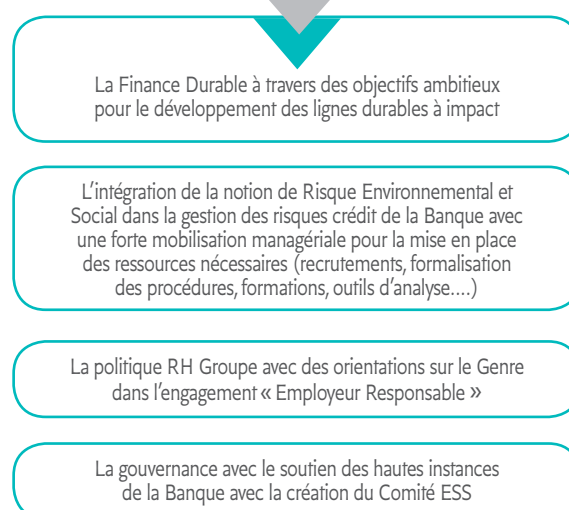 La Finance Durable à travers des objectifs ambitieux
pour le développement des lignes durables à impact
L'intégration de la notion de Risque Environnemental et
Social dans la gestion des risques crédit de la Banque avec
une forte mobilisation managériale pour la mise en place
des ressources nécessaires (recrutements, formalisation
des procédures, formations, outils d'analyse....)
La politique RH Groupe avec des orientations sur le Genre
dans l'engagement « Employeur Responsable »
La gouvernance avec le soutien des hautes instances
de la Banque avec la création du Comité ESS